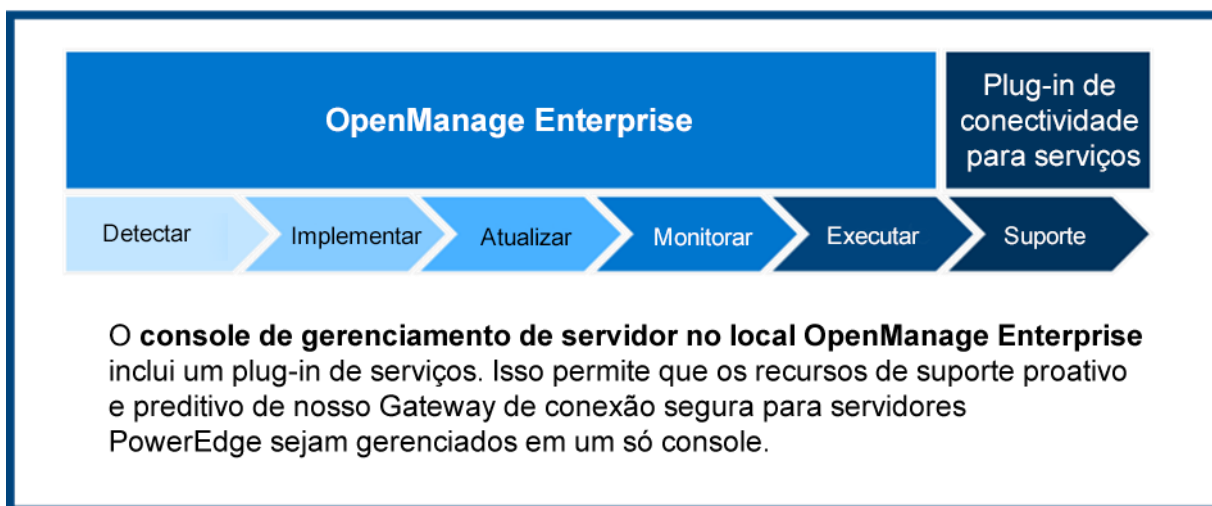 OpenManage Enterprise
Plug-in de
conectividade
para serviços
Detectar
Implementar
Atualizar
Monitorar
Executar
Suporte
O console de gerenciamento de servidor no local OpenManage Enterprise
inclui um plug-in de serviços. Isso permite que os recursos de suporte proativo
e preditivo de nosso Gateway de conexão segura para servidores
PowerEdge sejam gerenciados em um só console.